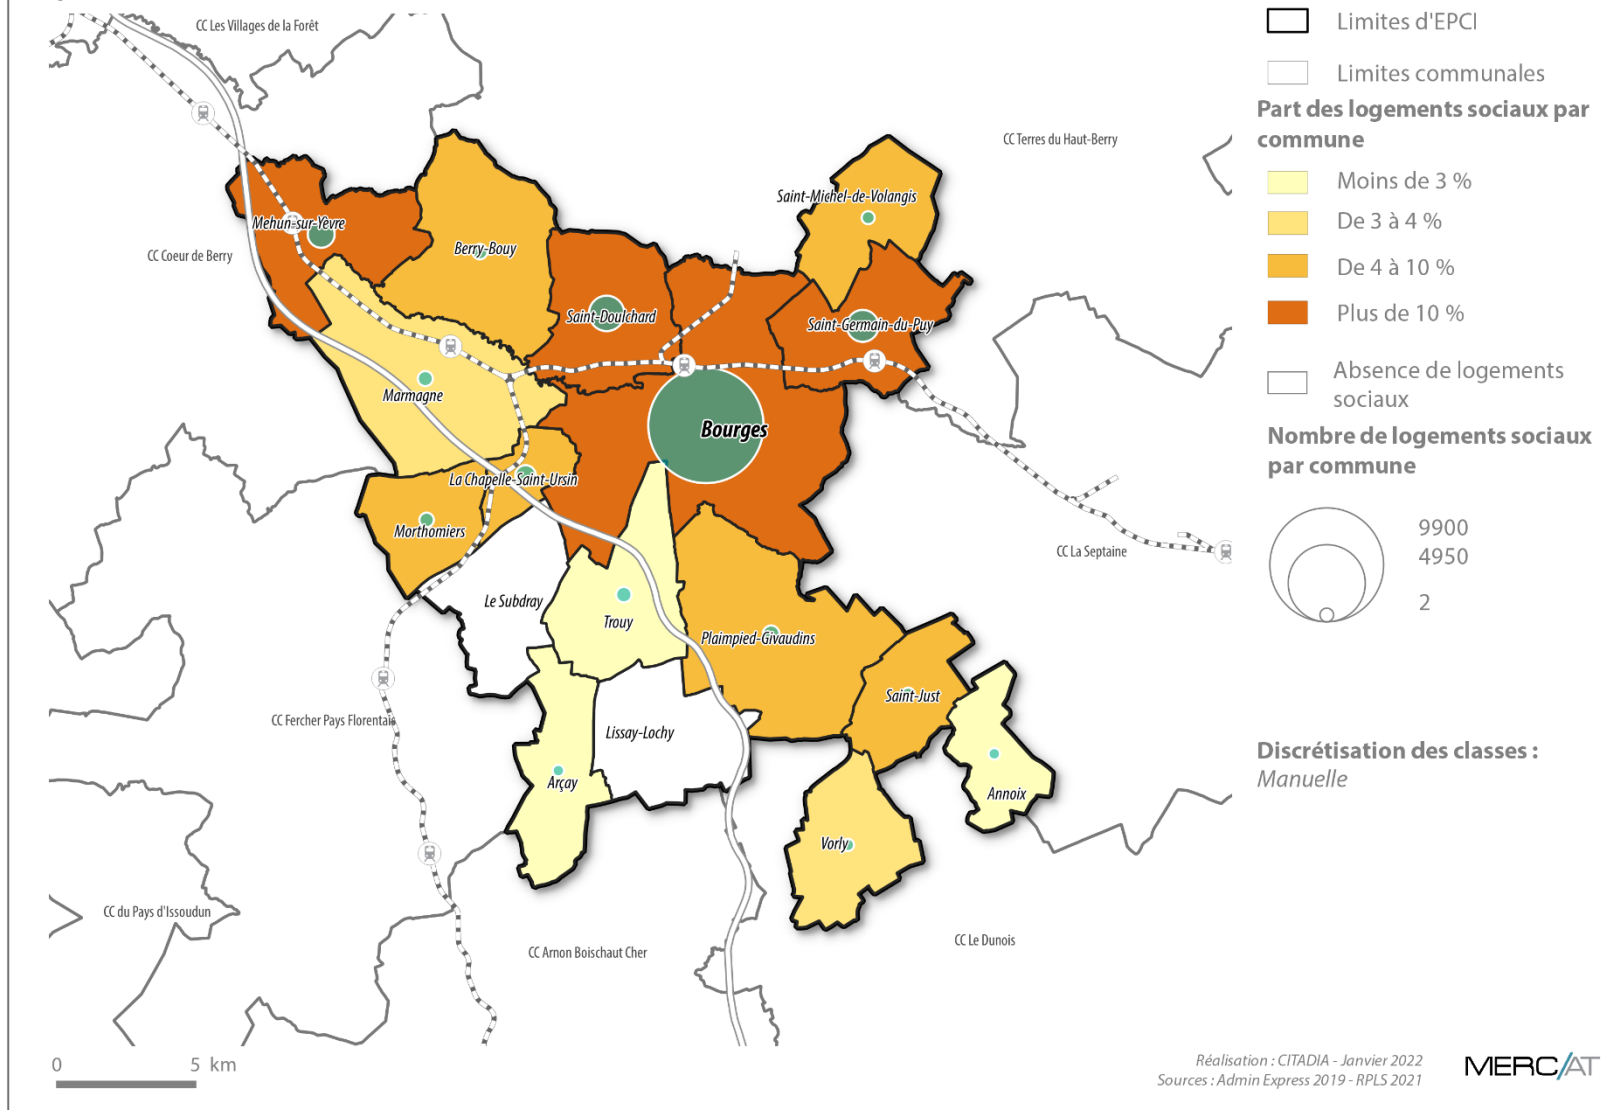 CC Les Villages de la Forêt
CC Terres du Haut-Berry
Saint-Michel-de-Volangis
Mehun-sur-Yèvre
Berry-Bouy
CC Coeur de Berry
Saint-Doulchard
Saint-Germain-du-Puy
Marmagne
Bourges
La Chapelle-Saint-Ursin
Morthomiers
CC La Septaine
Le Subdray
Trouy
Plaimpied-Givaudins
Saint-Just
CC Fercher Pays Florentais
Lissay-Lochy
Arçay
Annoix
Vorly
CC du Pays d'Issoudun
CC Le Dunois
CC Arnon Boischaut Cher
0 5 km
Limites d'EPCI
Limites communales
Part des logements sociaux par
commune
Moins de 3 %
De 3 à 4 %
De 4 à 10 %
Plus de 10 %
Absence de logements
sociaux
Nombre de logements sociaux
par commune
9900
4950
2
Discrétisation des classes :
Manuelle
Réalisation : CITADIA - Janvier 2022
Sources : Admin Express 2019 - RPLS 2021
MERC/AT